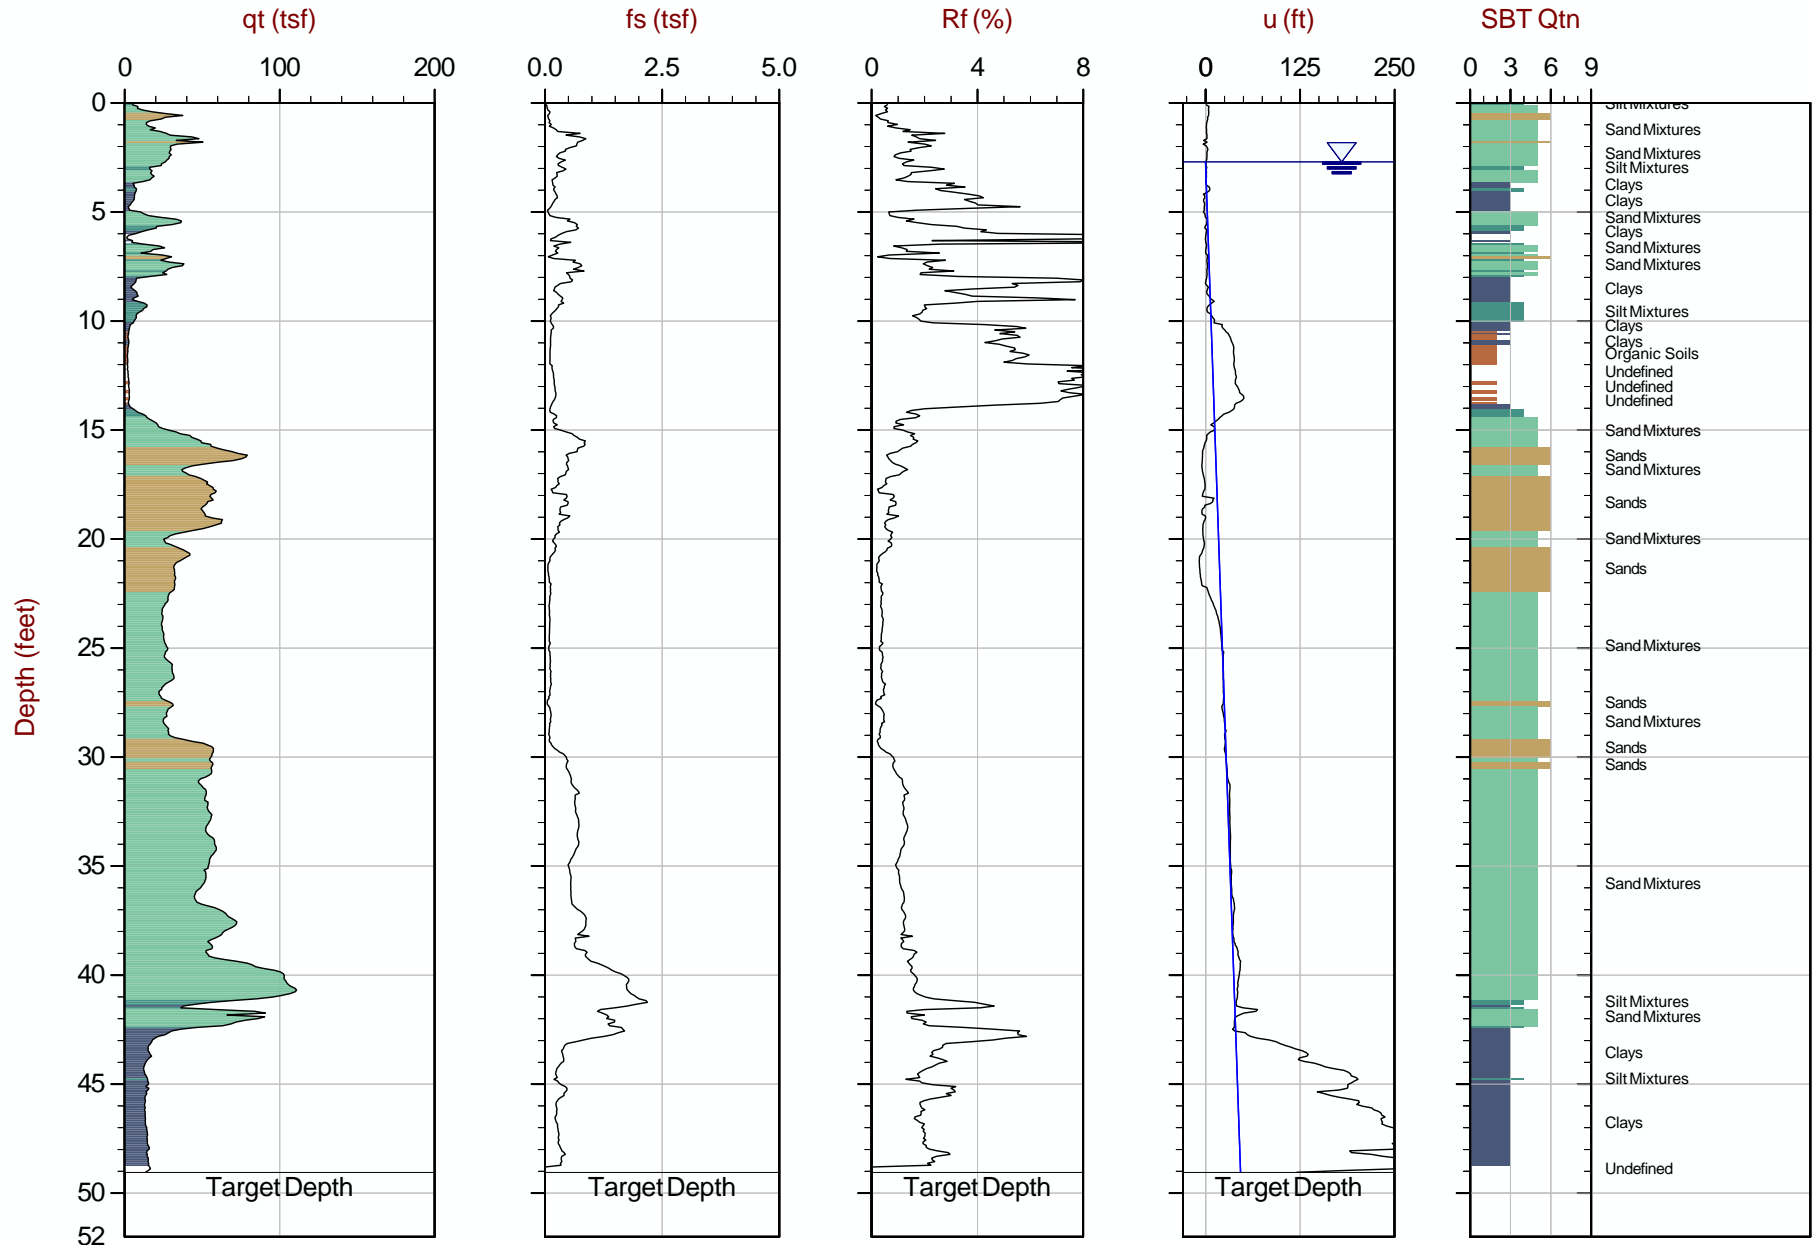 qt (tsf) fs (tsf) Rf (%) u (ft) SBT Qtn
0 100 200 0.0 2.5 5.0 0 4 8 0 125 250 0 3 6 9
Depth (feet)
0
5
10
15
20
25
30
35
40
45
50
52
Silt Mixtures
Sand Mixtures
Sand Mixtures
Silt Mixtures
Clays
Clays
Sand Mixtures
Clays
Sand Mixtures
Sand Mixtures
Clays
Silt Mixtures
Clays
Clays
Organic Soils
Undefined
Undefined
Undefined
Sand Mixtures
Sands
Sand Mixtures
Sands
Sand Mixtures
Sands
Sand Mixtures
Sands
Sand Mixtures
Sands
Sands
Sand Mixtures
Silt Mixtures
Sand Mixtures
Clays
Silt Mixtures
Clays
Undefined
Target Depth Target Depth Target Depth Target Depth